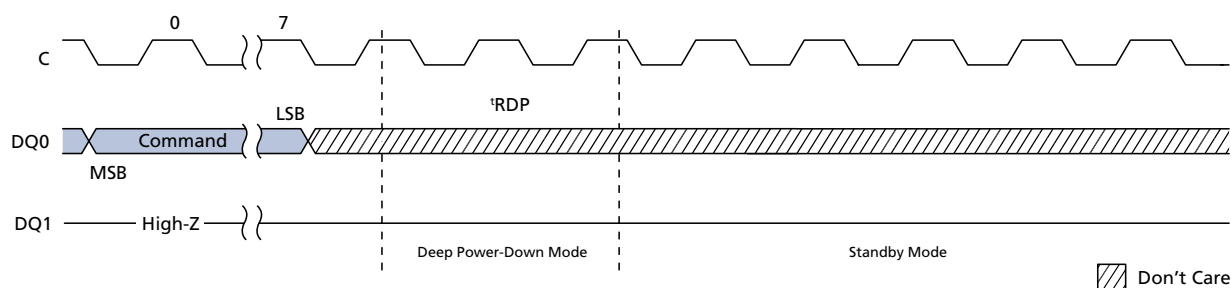 0 7
C
tRDP
LSB
DQ0 Command
MSB
DQ1 High-Z
Deep Power-Down Mode Standby Mode
Don't Care